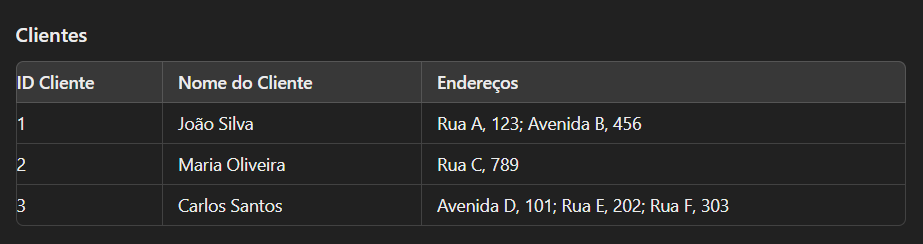 Clientes
ID Cliente Nome do Cliente Endereços
1 João Silva Rua A, 123; Avenida B, 456
2 Maria Oliveira Rua C, 789
3 Carlos Santos Avenida D, 101; Rua E, 202; Rua F, 303